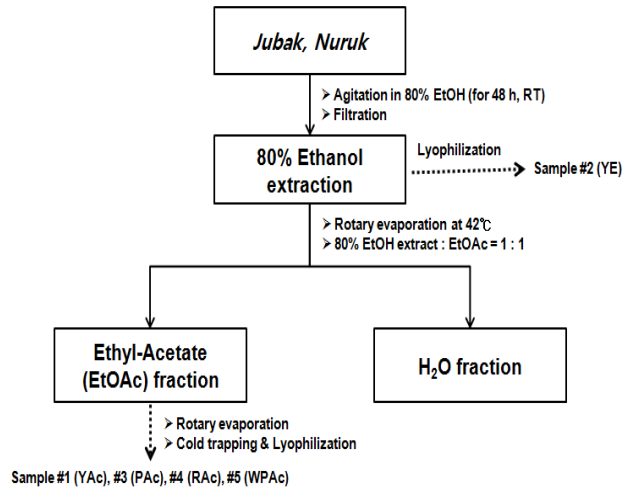 Jubak, Nuruk
➢ Agitation in 80% EtOH (for 48 h, RT)
➢ Filtration
80% Ethanol
extraction
Lyophilization
Sample #2 (YE)
➢ Rotary evaporation at 42℃
➢ 80% EtOH extract : EtOAc = 1 : 1
Ethyl-Acetate
(EtOAc) fraction
H₂O fraction
➢ Rotary evaporation
➢ Cold trapping & Lyophilization
Sample #1 (YAc), #3 (PAc), #4 (RAc), #5 (WPAc)